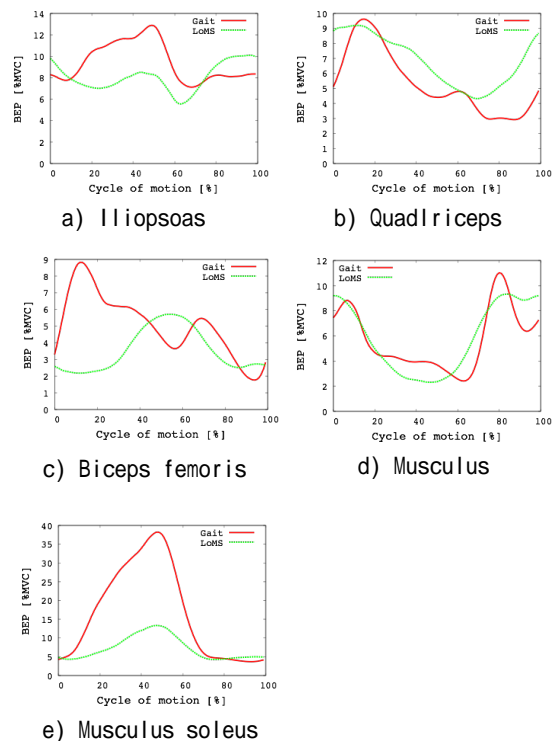 14
12
10
8
6
4
2
0
BEP [%MVC]
Gait
LoMS
0 20 40 60 80 100
Cycle of motion [%]
a) Iliopsoas
10
9
8
7
6
5
4
3
2
1
0
BEP [%MVC]
Gait
LoMS
0 20 40 60 80 100
Cycle of motion [%]
b) QuadIriceps
9
8
7
6
5
4
3
2
1
0
BEP [%MVC]
Gait
LoMS
0 20 40 60 80 100
Cycle of motion [%]
c) Biceps femoris
12
10
8
6
4
2
0
BEP [%MVC]
Gait
LoMS
0 20 40 60 80 100
Cycle of motion [%]
d) Musculus
40
35
30
25
20
15
10
5
0
BEP [%MVC]
Gait
LoMS
0 20 40 60 80 100
Cycle of motion [%]
e) Musculus soleus